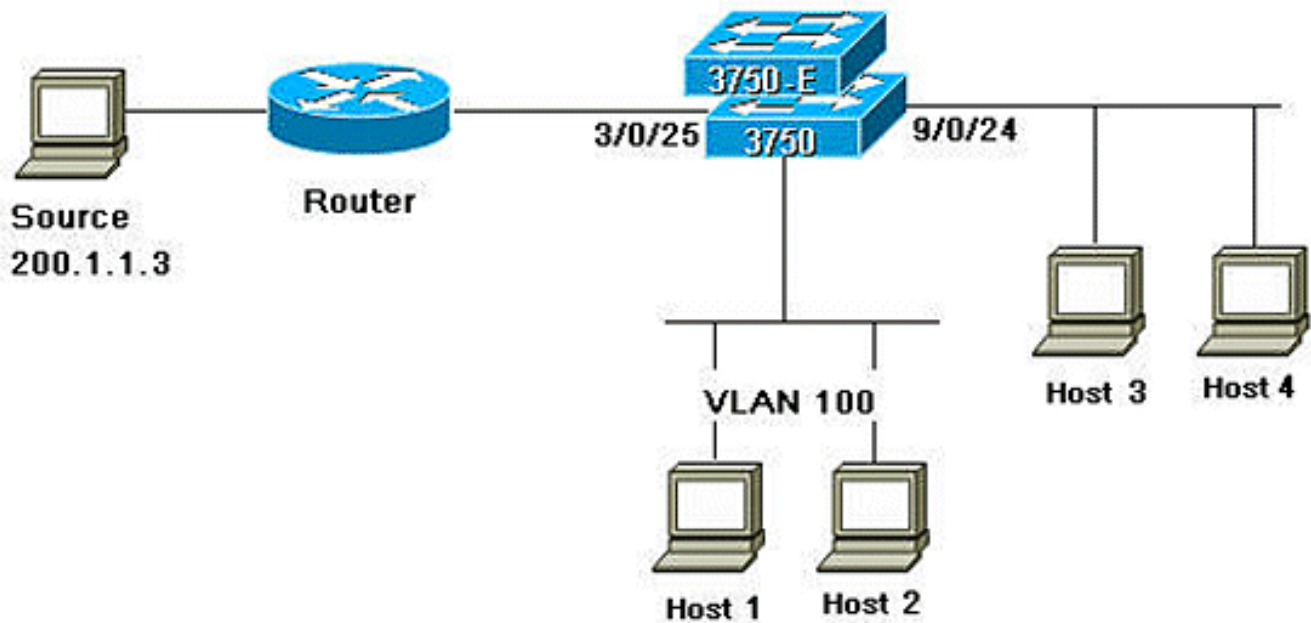 3750-E
3/0/25
3750
9/0/24
Router
Source
200.1.1.3
Host 3
Host 4
VLAN 100
Host 1
Host 2